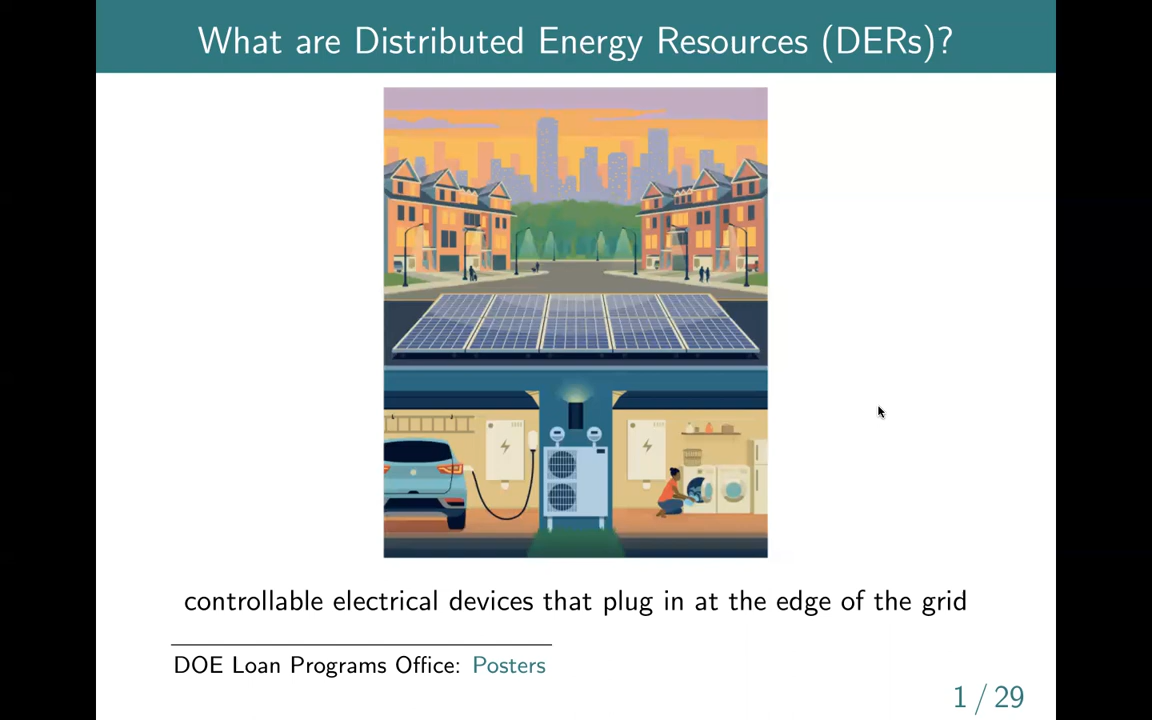 What are Distributed Energy Resources (DERs)?
controllable electrical devices that plug in at the edge of the grid
DOE Loan Programs Office: Posters
1 / 29